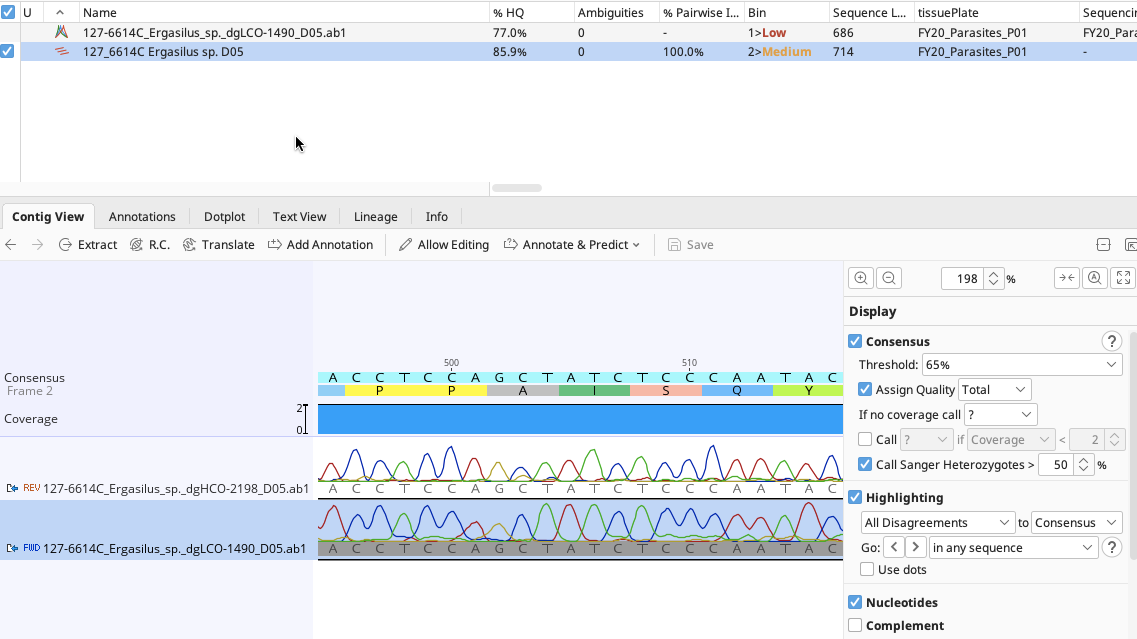 U Name % HQ Ambiguities % Pairwise I... Bin Sequence L... tissuePlate Sequencin
127-6614C_Ergasilus_sp._dgLCO-1490_D05.ab1 77.0% 0 - 1>Low 686 FY20_Parasites_P01 FY20_Para
127_6614C Ergasilus sp. D05 85.9% 0 100.0% 2>Medium 714 FY20_Parasites_P01 -
Contig View Annotations Dotplot Text View Lineage Info
Extract R.C. Translate Add Annotation Allow Editing Annotate & Predict Save
198 %
Display
500 510
Consensus A C C T C C A G C T A T C T C C C A A T A C
Frame 2 P P A I S Q Y
Coverage 2
0
REV 127-6614C_Ergasilus_sp._dgHCO-2198_D05.ab1 A C C T C C A G C T A T C T C C C A A T A C
FWD 127-6614C_Ergasilus_sp._dgLCO-1490_D05.ab1 A C C T C C A G C T A T C T C C C A A T A C
Consensus ?
Threshold: 65%
Assign Quality Total
If no coverage call ?
Call ? if Coverage < 2
Call Sanger Heterozygotes > 50 %
Highlighting
All Disagreements to Consensus
Go: in any sequence ?
Use dots
Nucleotides
Complement